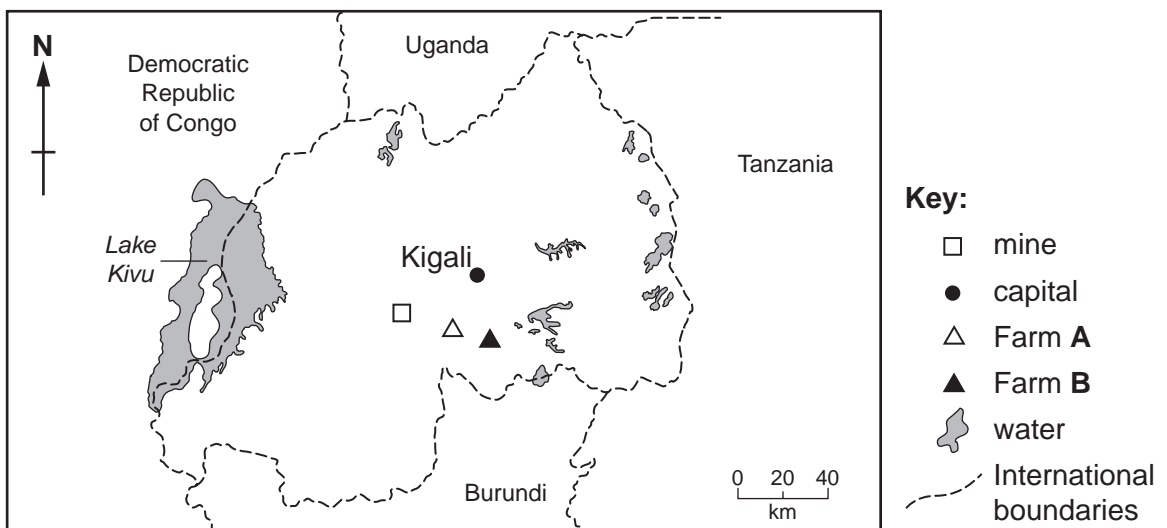 N
Democratic
Republic
of Congo
Uganda
Tanzania
Lake
Kivu
Kigali
Burundi
0 20 40
km
Key:
mine
capital
Farm A
Farm B
water
International
boundaries